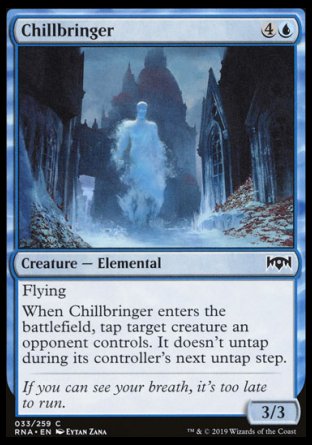 Chillbringer 4
Creature — Elemental
Flying
When Chillbringer enters the
battlefield, tap target creature an
opponent controls. It doesn't untap
during its controller's next untap step.
If you can see your breath, it's too late
to run.
3/3
033/259 C
RNA • EN Eytan Zana
™ & © 2019 Wizards of the Coast